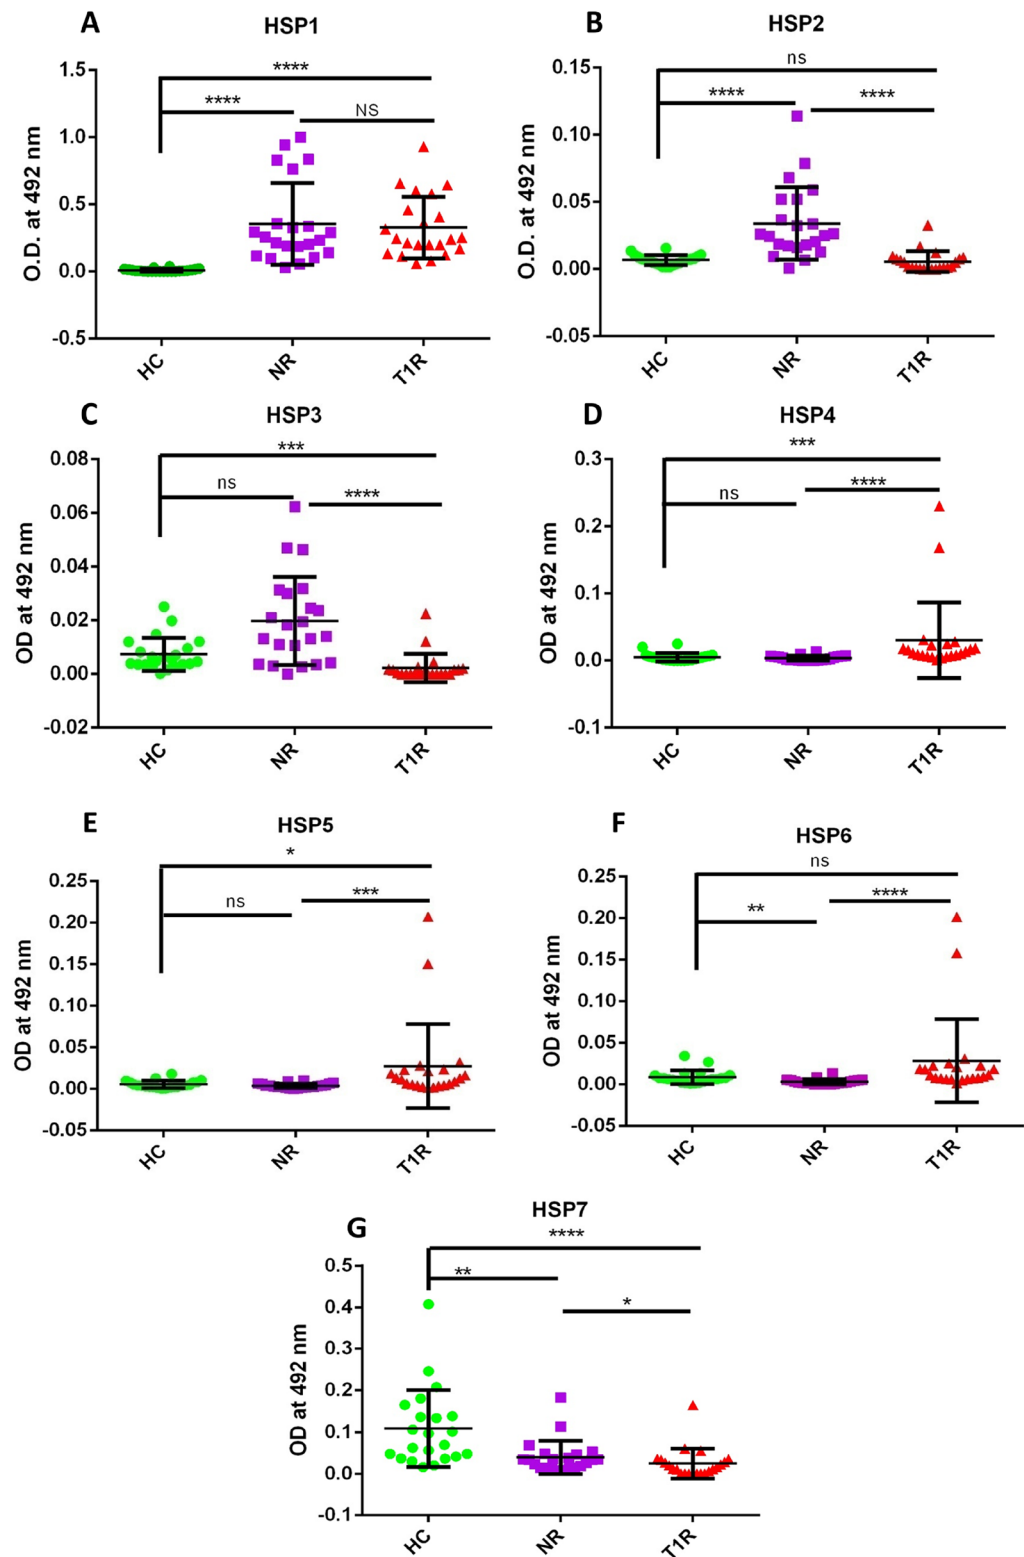 A
HSP1
****
****
NS
O.D. at 492 nm
1.5
1.0
0.5
0.0
-0.5
HC
NR
T1R
B
HSP2
ns
****
****
O.D. at 492 nm
0.15
0.10
0.05
0.00
-0.05
HC
NR
T1R
C
HSP3
***
ns
****
OD at 492 nm
0.08
0.06
0.04
0.02
0.00
-0.02
HC
NR
T1R
D
HSP4
***
ns
****
OD at 492 nm
0.3
0.2
0.1
0.0
-0.1
HC
NR
T1R
E
HSP5
*
ns
***
OD at 492 nm
0.25
0.20
0.15
0.10
0.05
0.00
-0.05
HC
NR
T1R
F
HSP6
ns
**
****
OD at 492 nm
0.25
0.20
0.15
0.10
0.05
0.00
-0.05
HC
NR
T1R
G
HSP7
****
**
*
OD at 492 nm
0.5
0.4
0.3
0.2
0.1
0.0
-0.1
HC
NR
T1R